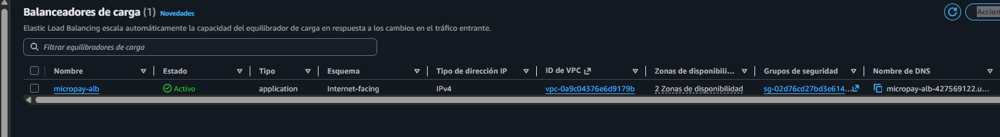 Balanceadores de carga (1) Novedades
Accion
Elastic Load Balancing escala automáticamente la capacidad del equilibrador de carga en respuesta a los cambios en el tráfico entrante.
Filtrar equilibradores de carga
Nombre Estado Tipo Esquema Tipo de dirección IP ID de VPC Zonas de disponibili... Grupos de seguridad Nombre de DNS
micropay-alb Activo application Internet-facing IPv4 vpc-0a9c04376e6d9179b 2 Zonas de disponibilidad sg-02d76cd27bd3e614... micropay-alb-427569122.u...